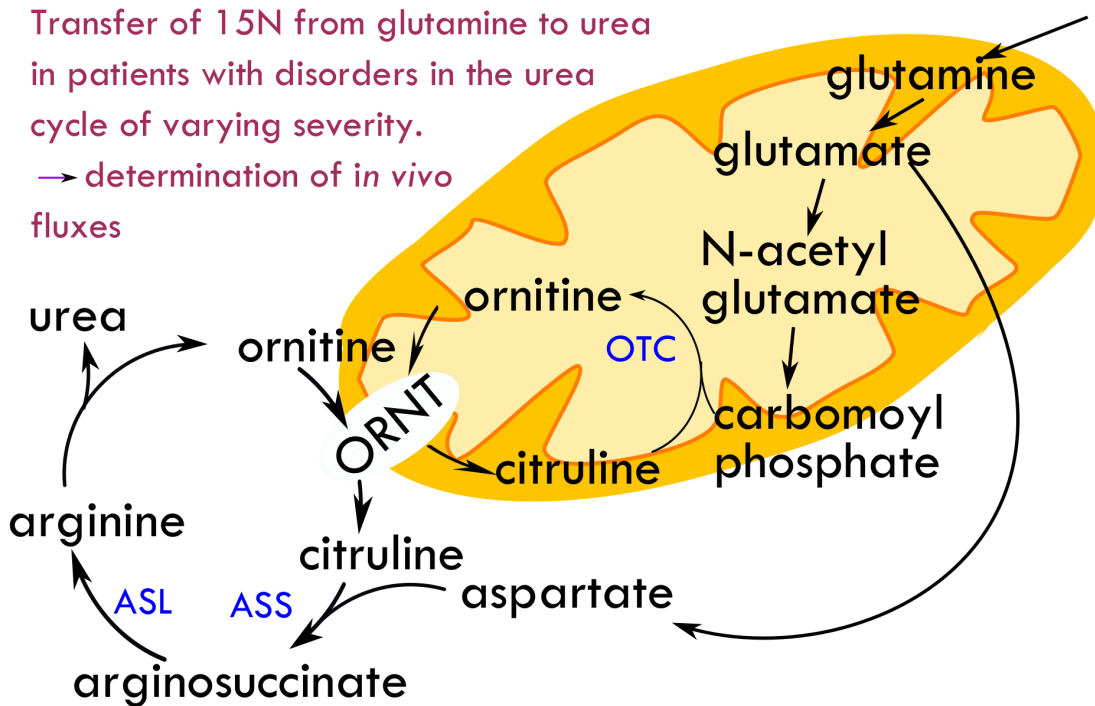 Transfer of 15N from glutamine to urea
in patients with disorders in the urea
cycle of varying severity.
→ determination of in vivo
fluxes
glutamine
glutamate
N-acetyl
glutamate
ornitine
urea
ornitine
OTC
ORNT
carbomoyl
phosphate
citruline
arginine
citruline
aspartate
ASL
ASS
arginosuccinate